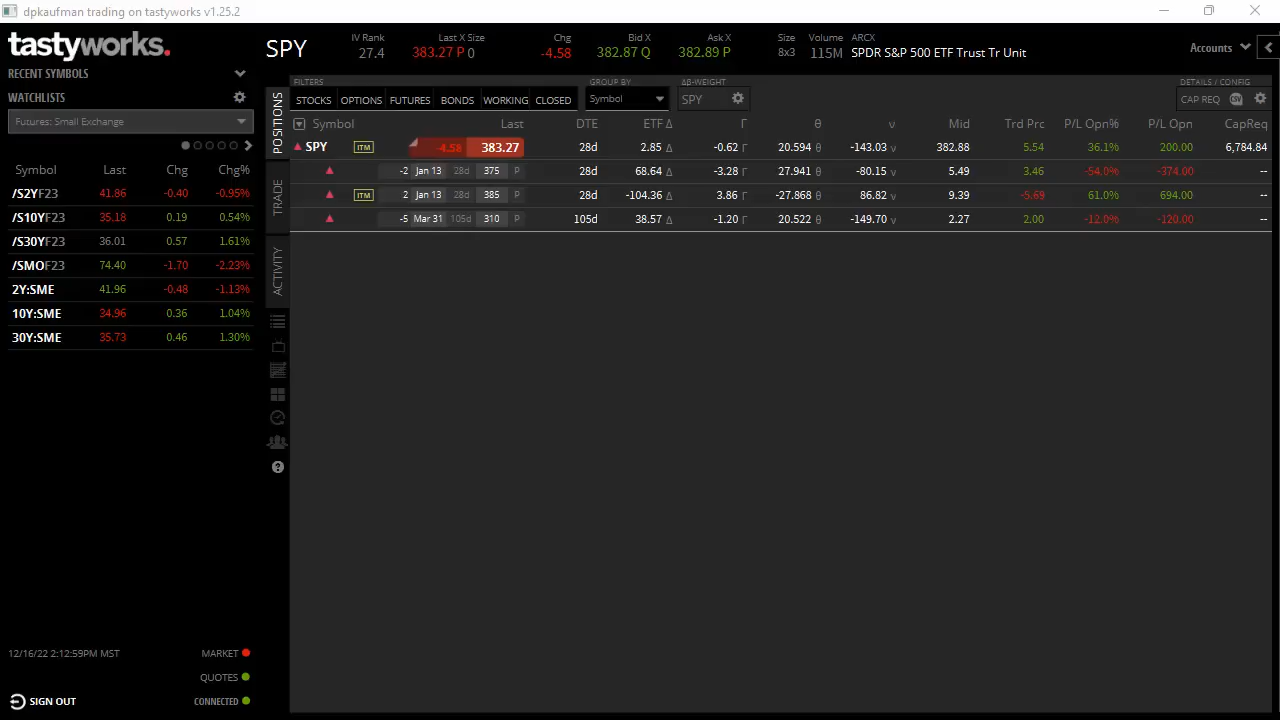 dpkaufman trading on tastyworks v1.25.2
tastyworks.
RECENT SYMBOLS
WATCHLISTS
Futures: Small Exchange
Symbol Last Chg Chg%
/S2YF23 41.86 -0.40 -0.95%
/S10YF23 35.18 0.19 0.54%
/S30YF23 36.01 0.57 1.61%
/SMOF23 74.40 -1.70 -2.23%
2Y:SME 41.96 -0.48 -1.13%
10Y:SME 34.96 0.36 1.04%
30Y:SME 35.73 0.46 1.30%
12/16/22 2:12:59PM MST MARKET
QUOTES
SIGN OUT CONNECTED
SPY
IV Rank Last X Size Chg Bid X Ask X Size Volume ARCX
27.4 383.27 P 0 -4.58 382.87 Q 382.89 P 8x3 115M SPDR S&P 500 ETF Trust Tr Unit
Accounts
FILTERS GROUP BY Δβ-WEIGHT DETAILS / CONFIG
STOCKS OPTIONS FUTURES BONDS WORKING CLOSED Symbol SPY CAP REQ CSV
POSITIONS
TRADE
ACTIVITY
?
Symbol Last DTE ETF Δ Γ θ ν Mid Trd Prc P/L Opn% P/L Opn CapReq
SPY ITM -4.58 383.27 28d 2.85 Δ -0.62 Γ 20.594 θ -143.03 ν 382.88 5.54 36.1% 200.00 6,784.84
-2 Jan 13 28d 375 P 28d 68.64 Δ -3.28 Γ 27.941 θ -80.15 ν 5.49 3.46 -54.0% -374.00 --
ITM 2 Jan 13 28d 385 P 28d -104.36 Δ 3.86 Γ -27.868 θ 86.82 ν 9.39 -5.69 61.0% 694.00 --
-5 Mar 31 105d 310 P 105d 38.57 Δ -1.20 Γ 20.522 θ -149.70 ν 2.27 2.00 -12.0% -120.00 --